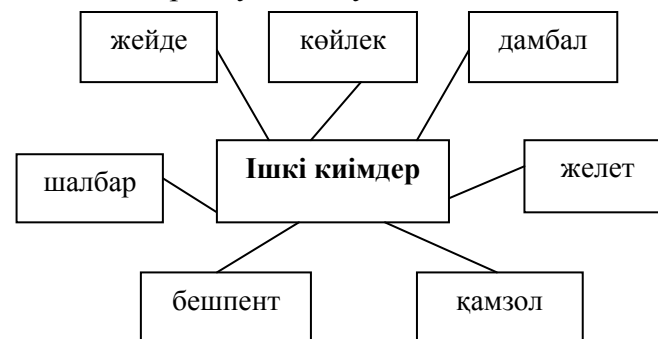 жейде
көйлек
дамбал
шалбар
Ішкі киімдер
желет
бешпент
қамзол